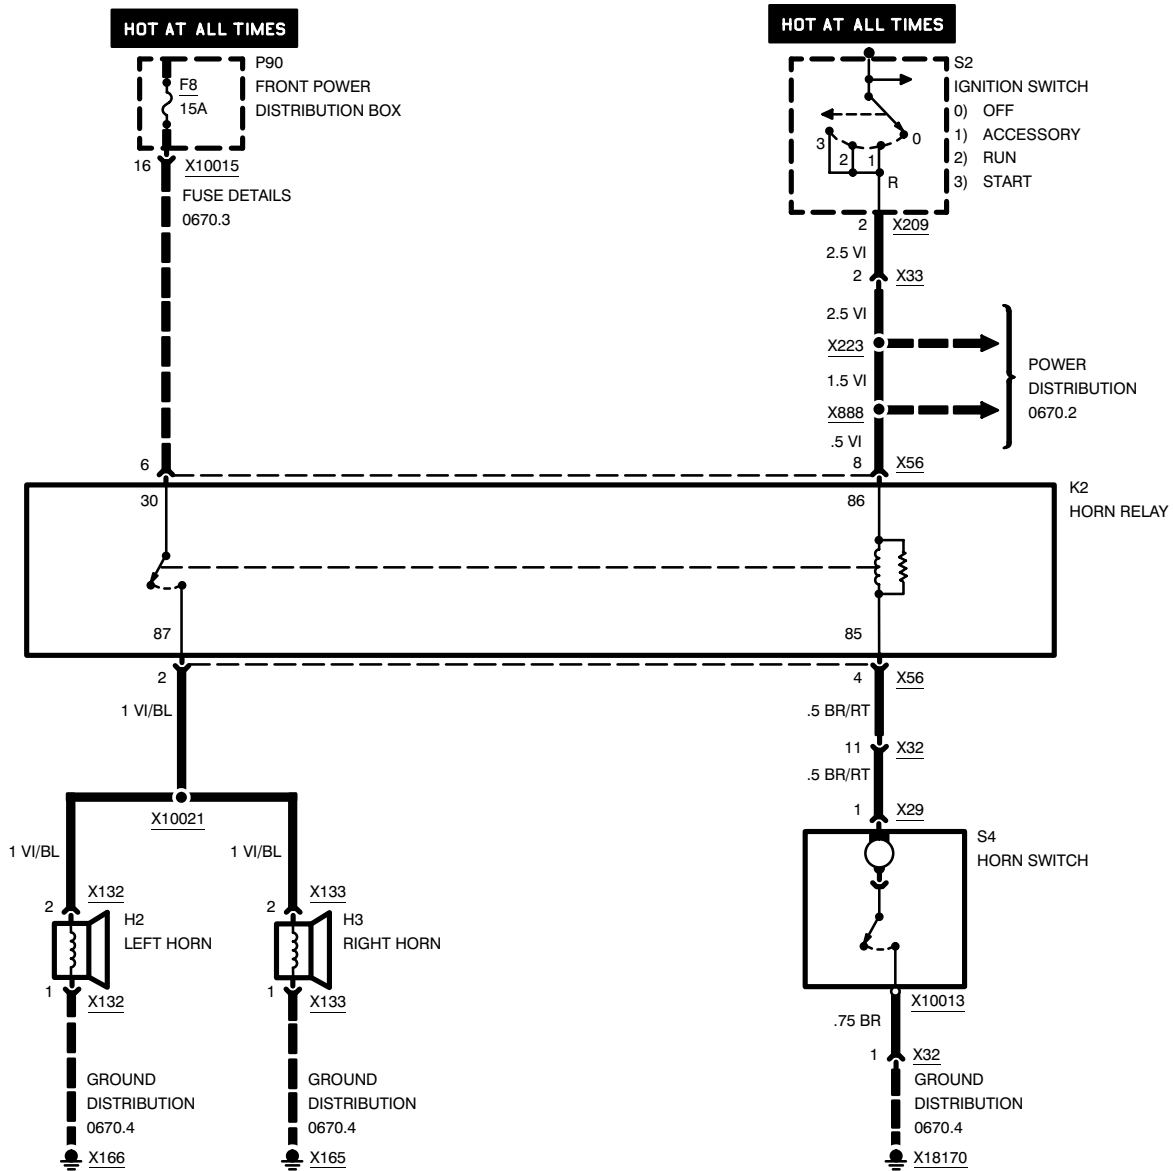 HOT AT ALL TIMES
HOT AT ALL TIMES
P90
FRONT POWER
DISTRIBUTION BOX
F8
15A
16
X10015
FUSE DETAILS
0670.3
S2
IGNITION SWITCH
0) OFF
1) ACCESSORY
2) RUN
3) START
0
3
2
1
R
2
X209
2.5 VI
2
X33
2.5 VI
X223
1.5 VI
X888
.5 VI
POWER
DISTRIBUTION
0670.2
6
8
X56
K2
HORN RELAY
30
86
87
85
2
4
X56
1 VI/BL
.5 BR/RT
11
X32
.5 BR/RT
1
X29
X10021
1 VI/BL
1 VI/BL
S4
HORN SWITCH
X132
X133
2
2
H2
LEFT HORN
H3
RIGHT HORN
1
X132
1
X133
X10013
.75 BR
1
X32
GROUND
DISTRIBUTION
0670.4
X166
GROUND
DISTRIBUTION
0670.4
X165
GROUND
DISTRIBUTION
0670.4
X18170